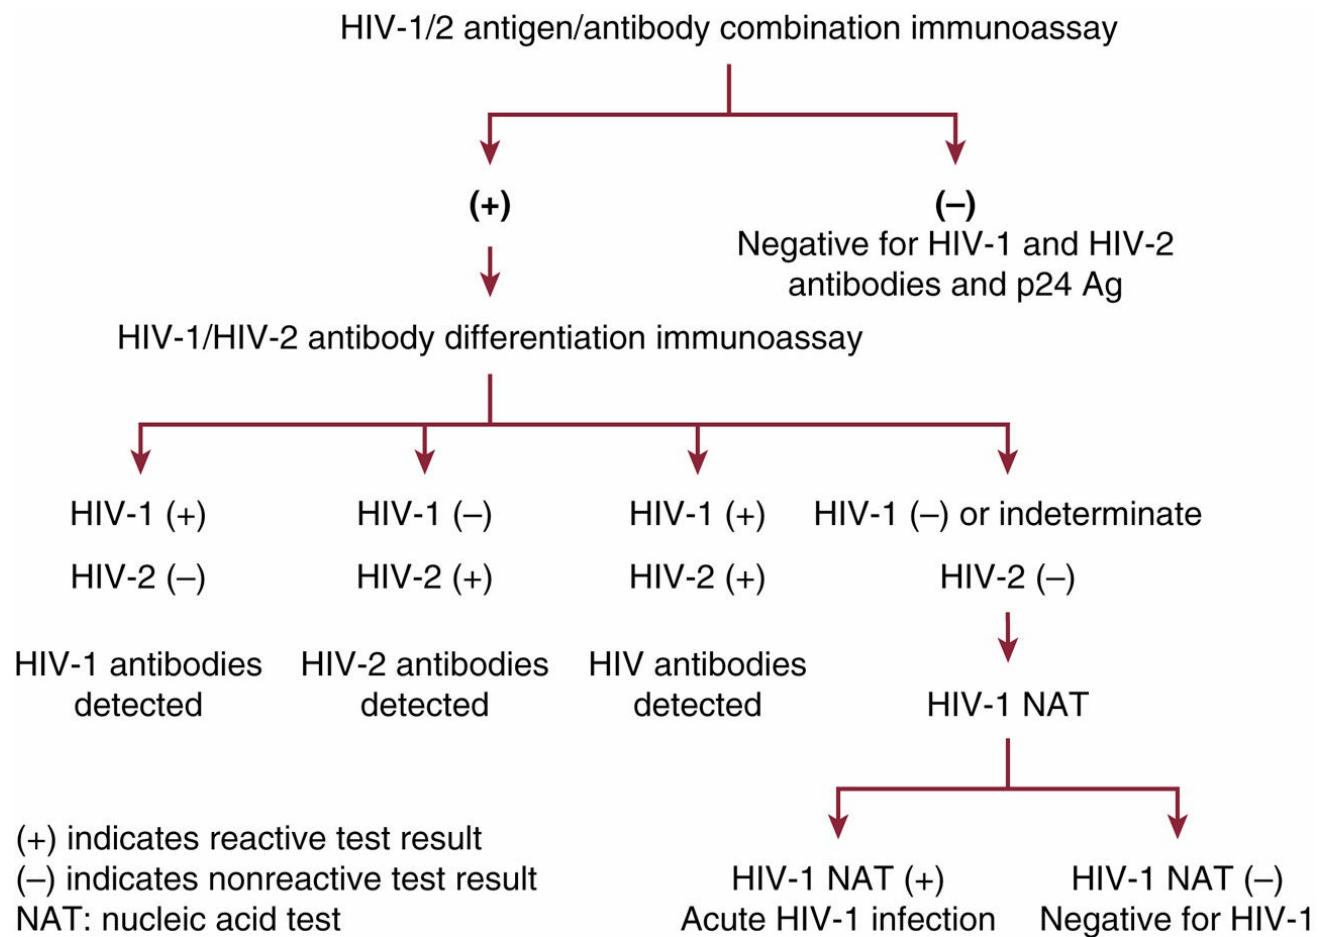 HIV-1/2 antigen/antibody combination immunoassay
(+)
(–)
Negative for HIV-1 and HIV-2
antibodies and p24 Ag
HIV-1/HIV-2 antibody differentiation immunoassay
HIV-1 (+)
HIV-2 (–)
HIV-1 antibodies
detected
HIV-1 (–)
HIV-2 (+)
HIV-2 antibodies
detected
HIV-1 (+)
HIV-2 (+)
HIV antibodies
detected
HIV-1 (–) or indeterminate
HIV-2 (–)
HIV-1 NAT
HIV-1 NAT (+)
Acute HIV-1 infection
HIV-1 NAT (–)
Negative for HIV-1
(+) indicates reactive test result
(–) indicates nonreactive test result
NAT: nucleic acid test